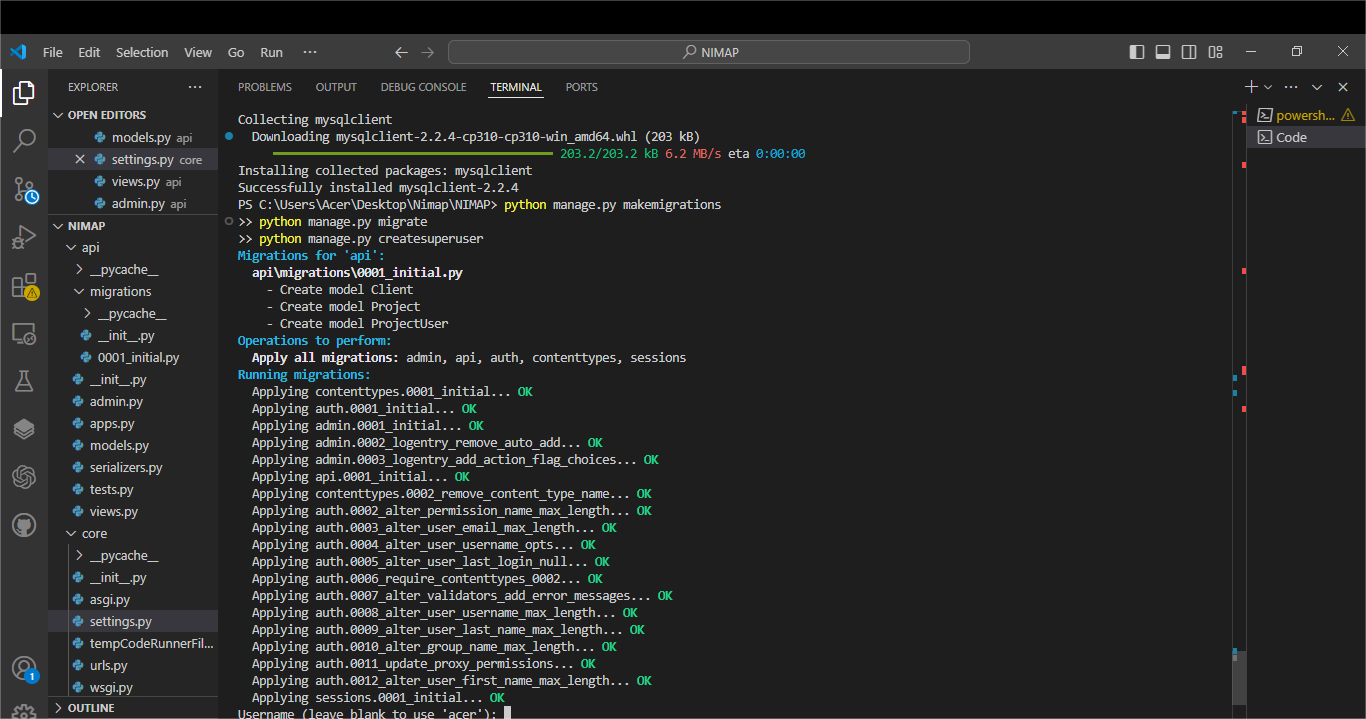 File Edit Selection View Go Run ··· NIMAP
EXPLORER ···
OPEN EDITORS
models.py api
settings.py core
views.py api
admin.py api
NIMAP
api
__pycache__
migrations
__pycache__
__init__.py
0001_initial.py
__init__.py
admin.py
apps.py
models.py
serializers.py
tests.py
views.py
core
__pycache__
__init__.py
asgi.py
settings.py
tempCodeRunnerFil...
urls.py
wsgi.py
OUTLINE
1
PROBLEMS OUTPUT DEBUG CONSOLE TERMINAL PORTS
Collecting mysqlclient
Downloading mysqlclient-2.2.4-cp310-cp310-win_amd64.whl (203 kB)
203.2/203.2 kB 6.2 MB/s eta 0:00:00
Installing collected packages: mysqlclient
Successfully installed mysqlclient-2.2.4
PS C:\Users\Acer\Desktop\Nimap\NIMAP> python manage.py makemigrations
>> python manage.py migrate
>> python manage.py createsuperuser
Migrations for 'api':
api\migrations\0001_initial.py
- Create model Client
- Create model Project
- Create model ProjectUser
Operations to perform:
Apply all migrations: admin, api, auth, contenttypes, sessions
Running migrations:
Applying contenttypes.0001_initial... OK
Applying auth.0001_initial... OK
Applying admin.0001_initial... OK
Applying admin.0002_logentry_remove_auto_add... OK
Applying admin.0003_logentry_add_action_flag_choices... OK
Applying api.0001_initial... OK
Applying contenttypes.0002_remove_content_type_name... OK
Applying auth.0002_alter_permission_name_max_length... OK
Applying auth.0003_alter_user_email_max_length... OK
Applying auth.0004_alter_user_username_opts... OK
Applying auth.0005_alter_user_last_login_null... OK
Applying auth.0006_require_contenttypes_0002... OK
Applying auth.0007_alter_validators_add_error_messages... OK
Applying auth.0008_alter_user_username_max_length... OK
Applying auth.0009_alter_user_last_name_max_length... OK
Applying auth.0010_alter_group_name_max_length... OK
Applying auth.0011_update_proxy_permissions... OK
Applying auth.0012_alter_user_first_name_max_length... OK
Applying sessions.0001_initial... OK
Username (leave blank to use 'acer'):
powersh...
Code